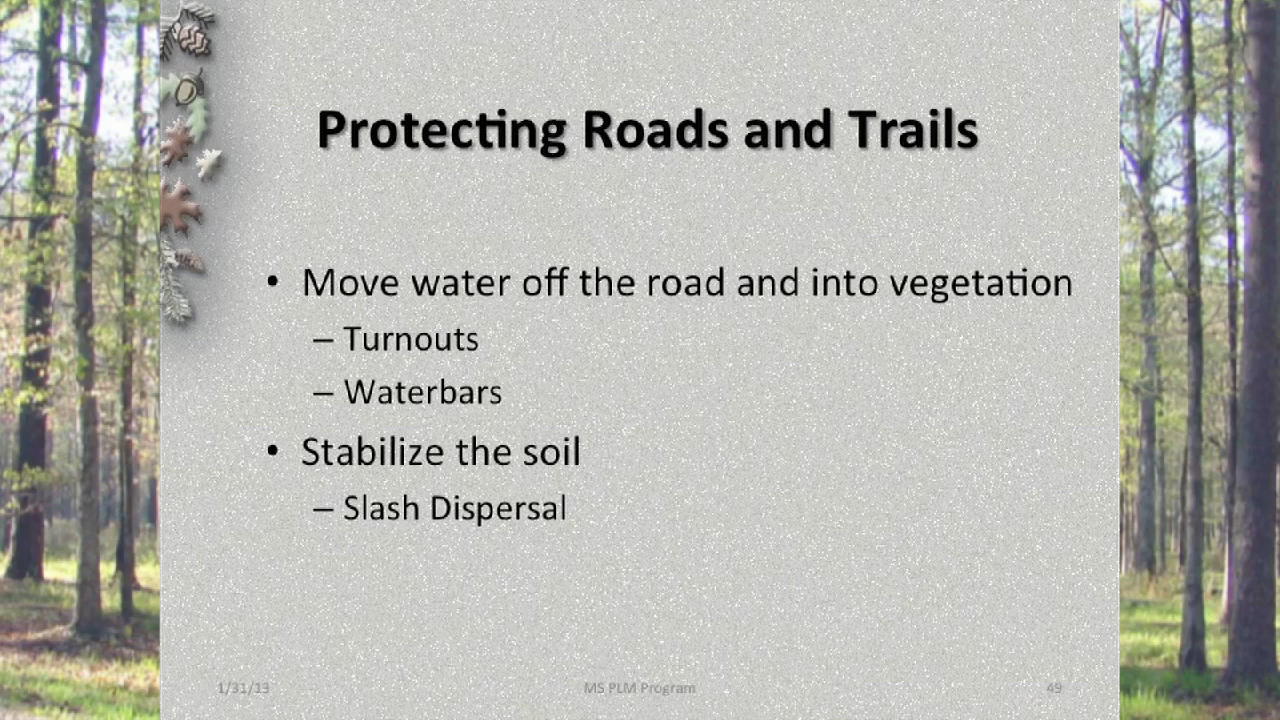 Protecting Roads and Trails
• Move water off the road and into vegetation
– Turnouts
– Waterbars
• Stabilize the soil
– Slash Dispersal
1/31/13
MS PLM Program
49